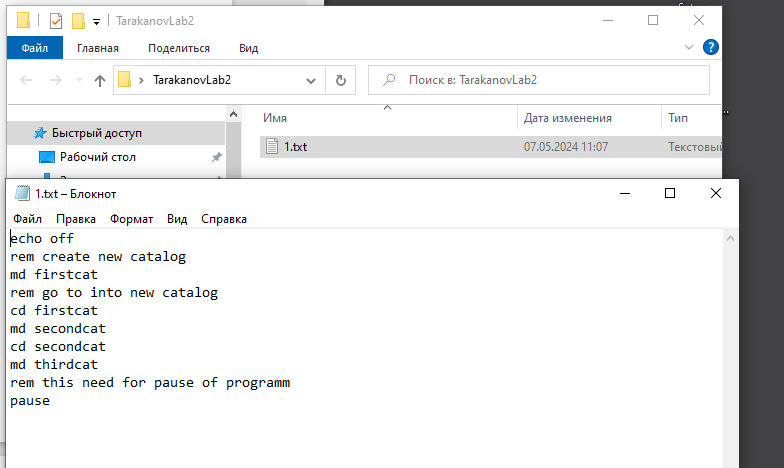 TarakanovLab2
Файл Главная Поделиться Вид
TarakanovLab2 Поиск в: TarakanovLab2
Имя Дата изменения Тип
Быстрый доступ
1.txt 07.05.2024 11:07 Текстовый
Рабочий стол
1.txt – Блокнот
Файл Правка Формат Вид Справка
echo off
rem create new catalog
md firstcat
rem go to into new catalog
cd firstcat
md secondcat
cd secondcat
md thirdcat
rem this need for pause of programm
pause